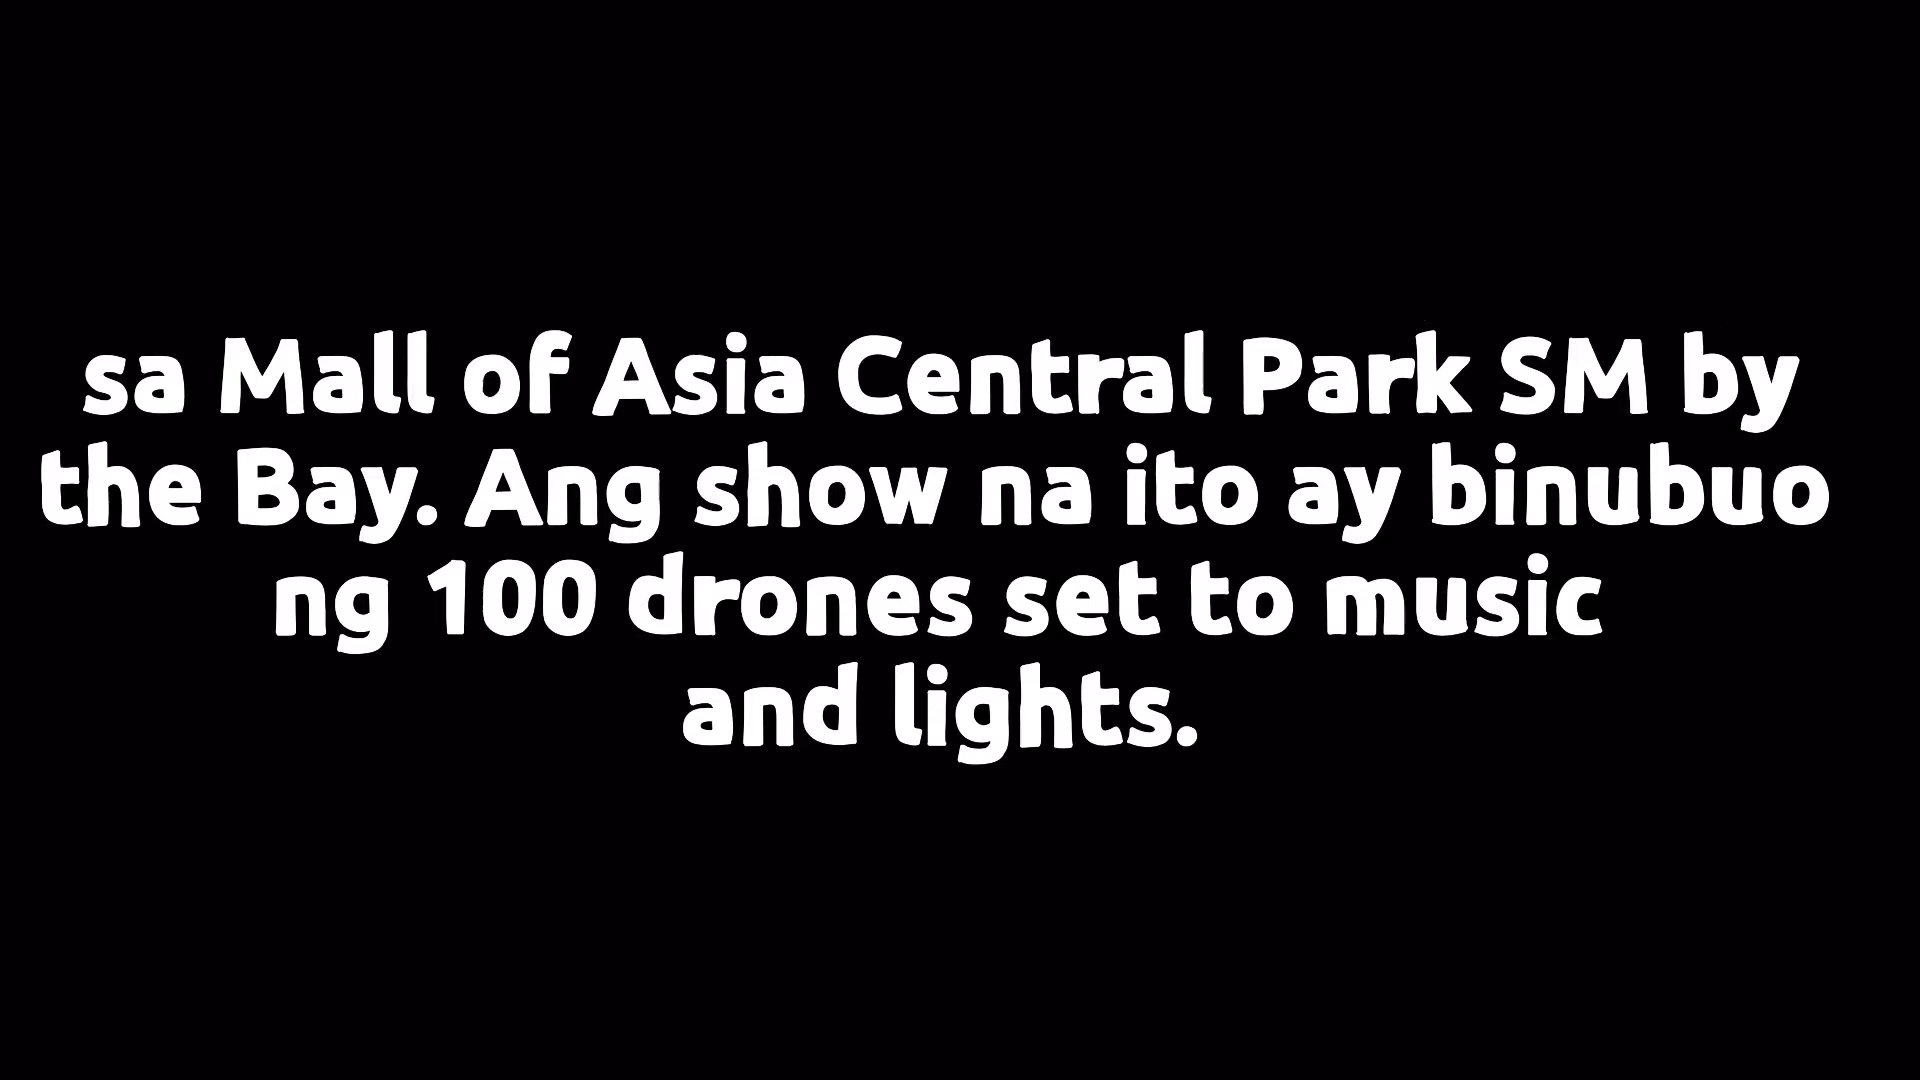 sa Mall of Asia Central Park SM by
the Bay. Ang show na ito ay binubuo
ng 100 drones set to music
and lights.